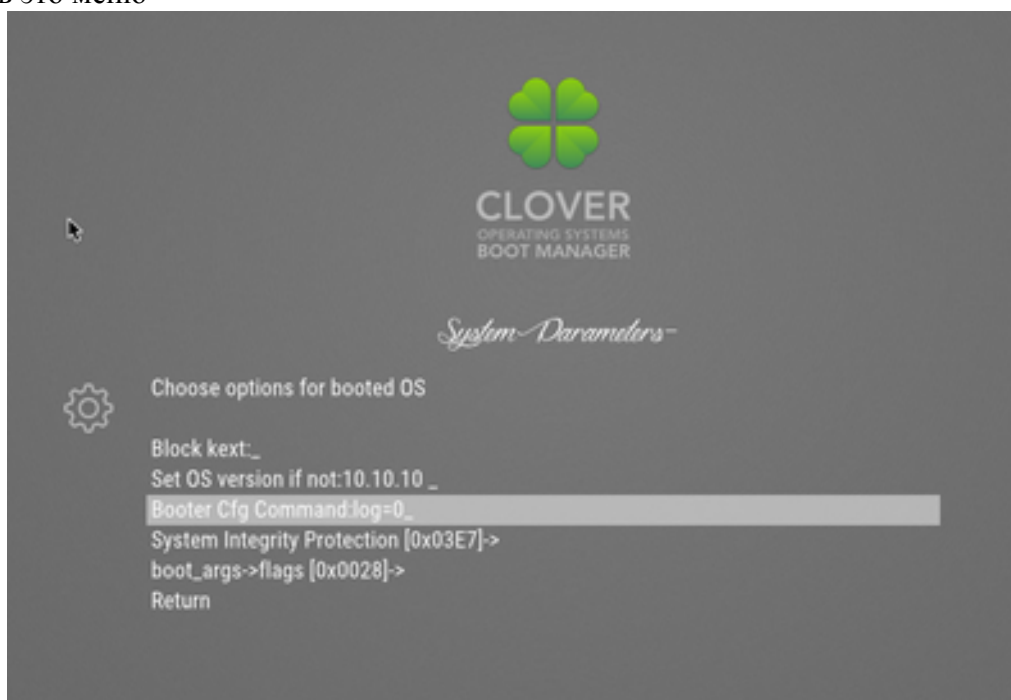 в это меню
CLOVER
OPERATING SYSTEMS
BOOT MANAGER
System Parameters
Choose options for booted OS
Block kext:_
Set OS version if not:10.10.10 _
Booter Cfg Command:log=0_
System Integrity Protection [0x03E7]->
boot_args->flags [0x0028]->
Return